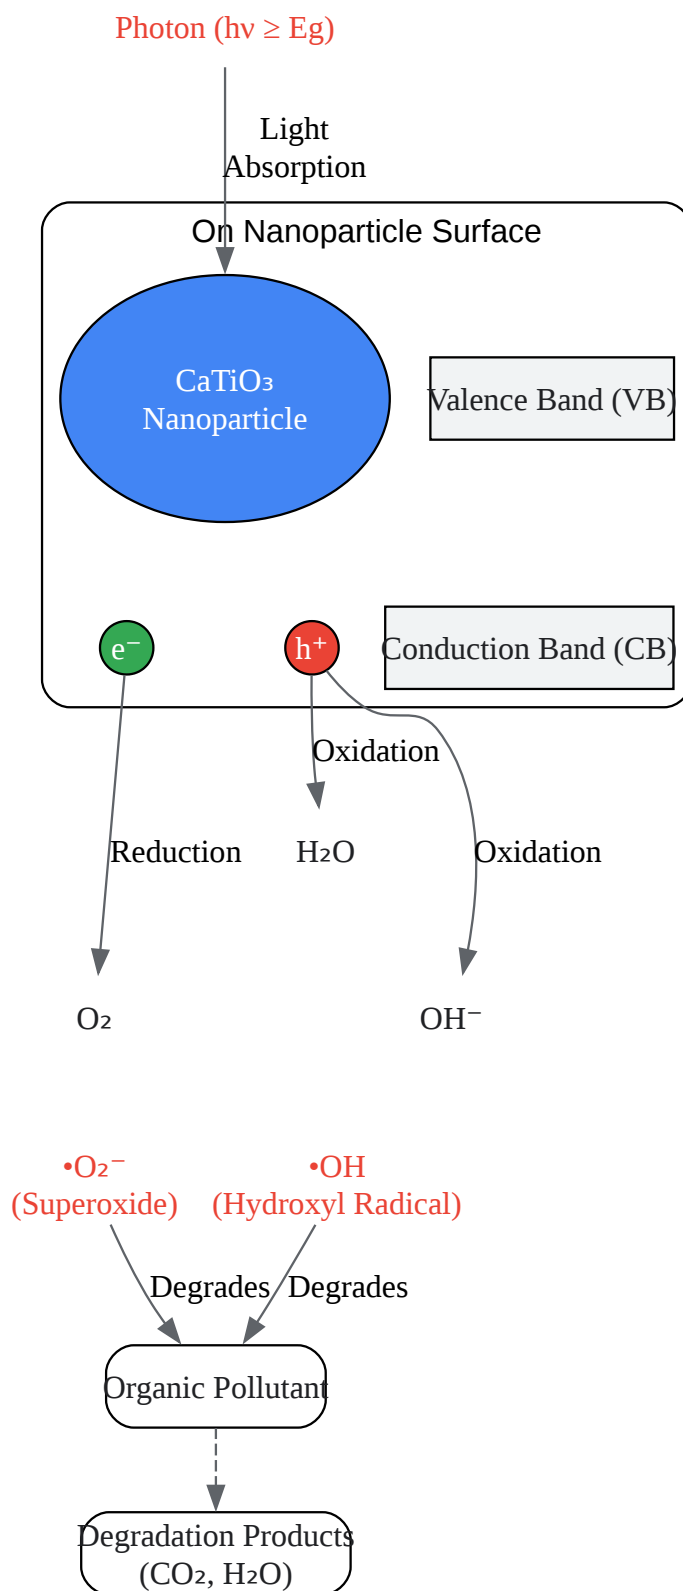 Photon (hν ≥ Eg)
Light
Absorption
On Nanoparticle Surface
CaTiO₃
Nanoparticle
Valence Band (VB)
e⁻
h⁺
Conduction Band (CB)
Oxidation
Reduction
H₂O
Oxidation
O₂
OH⁻
•O₂⁻
(Superoxide)
•OH
(Hydroxyl Radical)
Degrades
Degrades
Organic Pollutant
Degradation Products
(CO₂, H₂O)